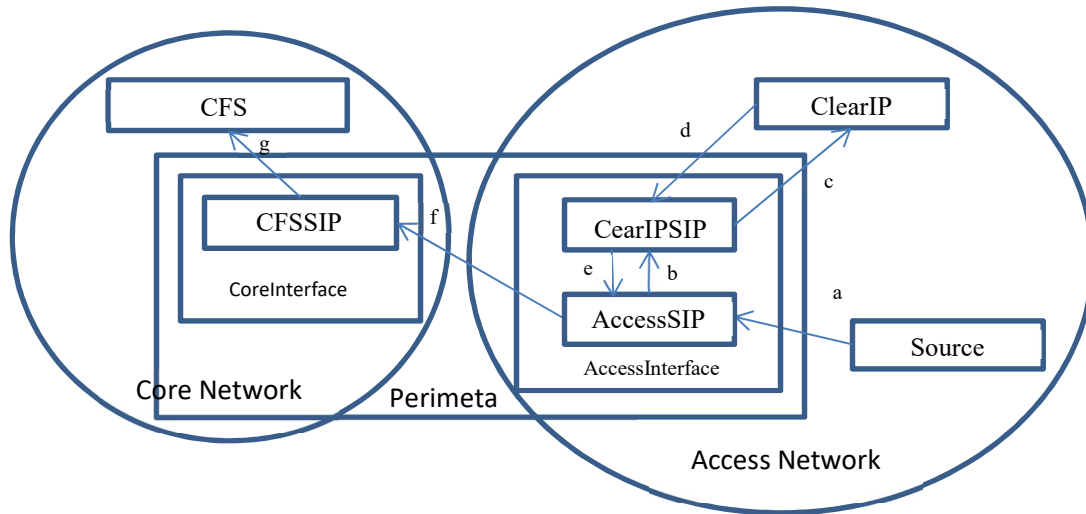 CFS
ClearIP
d
g
c
CFSSIP
f
CearIPSIP
e
b
a
CoreInterface
AccessSIP
Source
AccessInterface
Core Network
Perimeta
Access Network